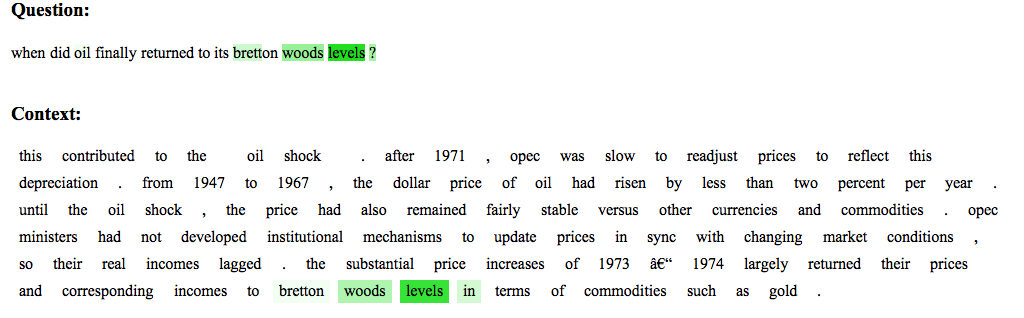 Question:
when did oil finally returned to its bretton woods levels ?
Context:
this contributed to the oil shock . after 1971 , opec was slow to readjust prices to reflect this
depreciation . from 1947 to 1967 , the dollar price of oil had risen by less than two percent per year .
until the oil shock , the price had also remained fairly stable versus other currencies and commodities . opec
ministers had not developed institutional mechanisms to update prices in sync with changing market conditions ,
so their real incomes lagged . the substantial price increases of 1973 â€“ 1974 largely returned their prices
and corresponding incomes to bretton woods levels in terms of commodities such as gold .